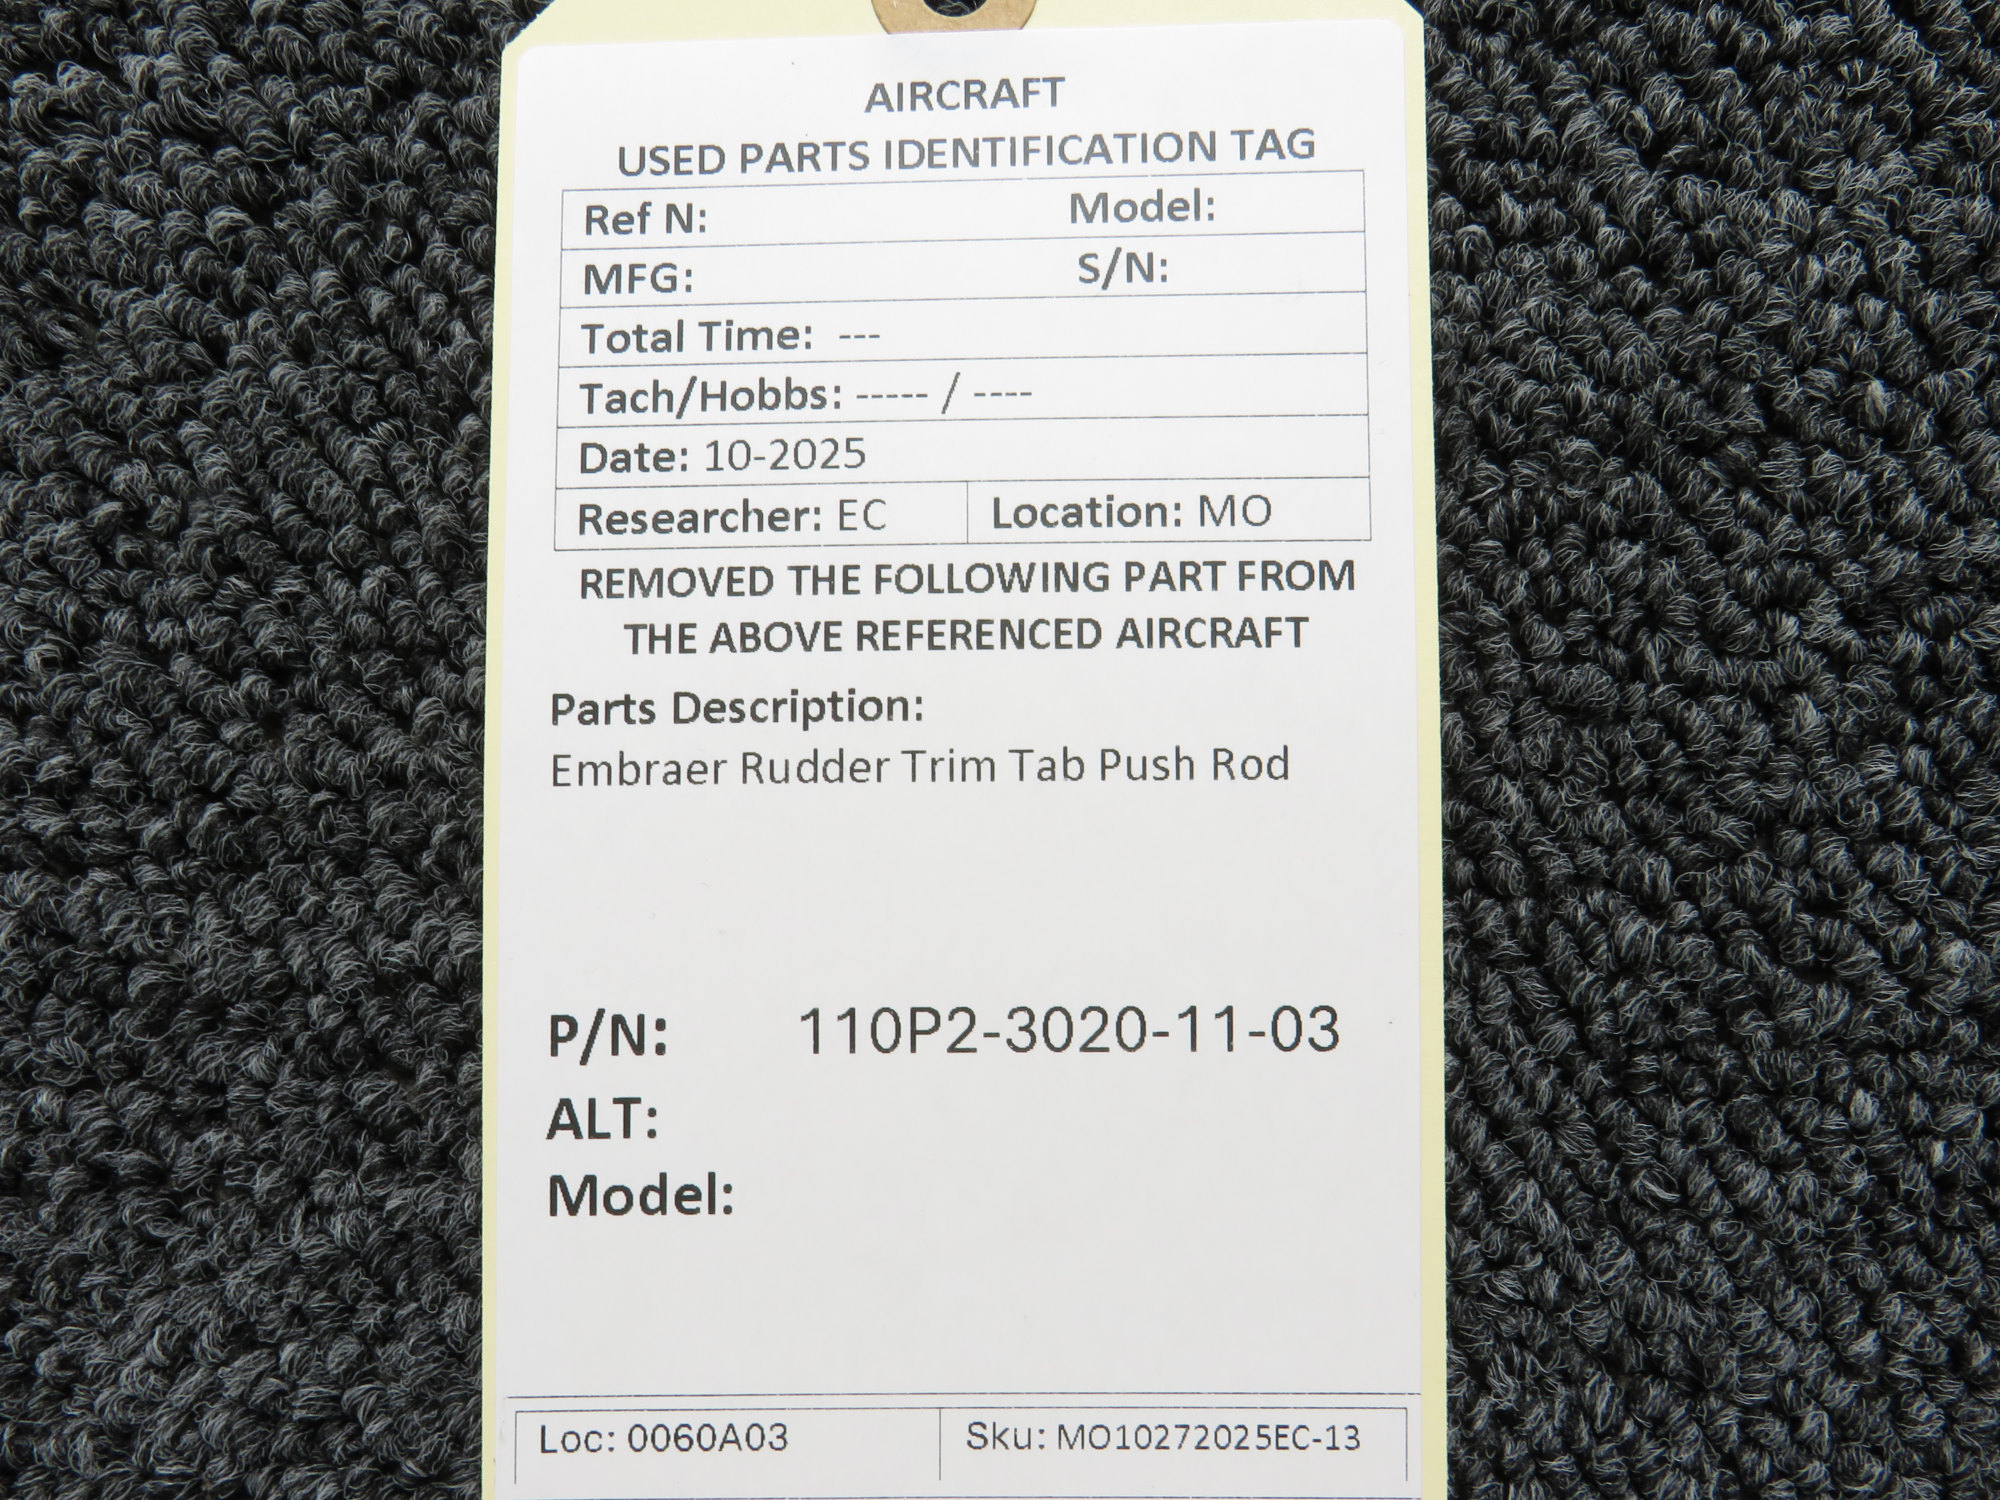 AIRCRAFT
USED PARTS IDENTIFICATION TAG
Ref N: Model:
MFG: S/N:
Total Time: ---
Tach/Hobbs: ----- / ----
Date: 10-2025
Researcher: EC Location: MO
REMOVED THE FOLLOWING PART FROM
THE ABOVE REFERENCED AIRCRAFT
Parts Description:
Embraer Rudder Trim Tab Push Rod
P/N: 110P2-3020-11-03
ALT:
Model:
Loc: 0060A03 Sku: MO10272025EC-13